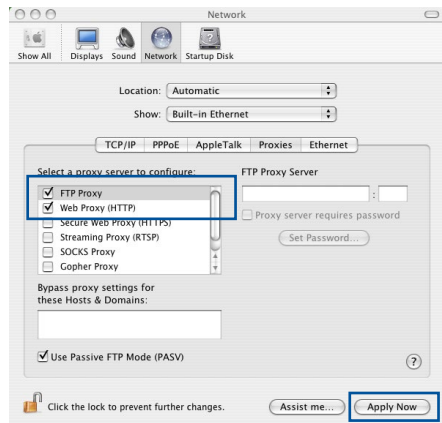 Network
Show All
Displays
Sound
Network
Startup Disk
Location:
Automatic
Show:
Built-in Ethernet
TCP/IP
PPPoE
AppleTalk
Proxies
Ethernet
Select a proxy server to configure:
FTP Proxy
Web Proxy (HTTP)
Secure Web Proxy (HTTPS)
Streaming Proxy (RTSP)
SOCKS Proxy
Gopher Proxy
FTP Proxy Server
:
Proxy server requires password
Set Password...
Bypass proxy settings for
these Hosts & Domains:
Use Passive FTP Mode (PASV)
?
Click the lock to prevent further changes.
Assist me...
Apply Now